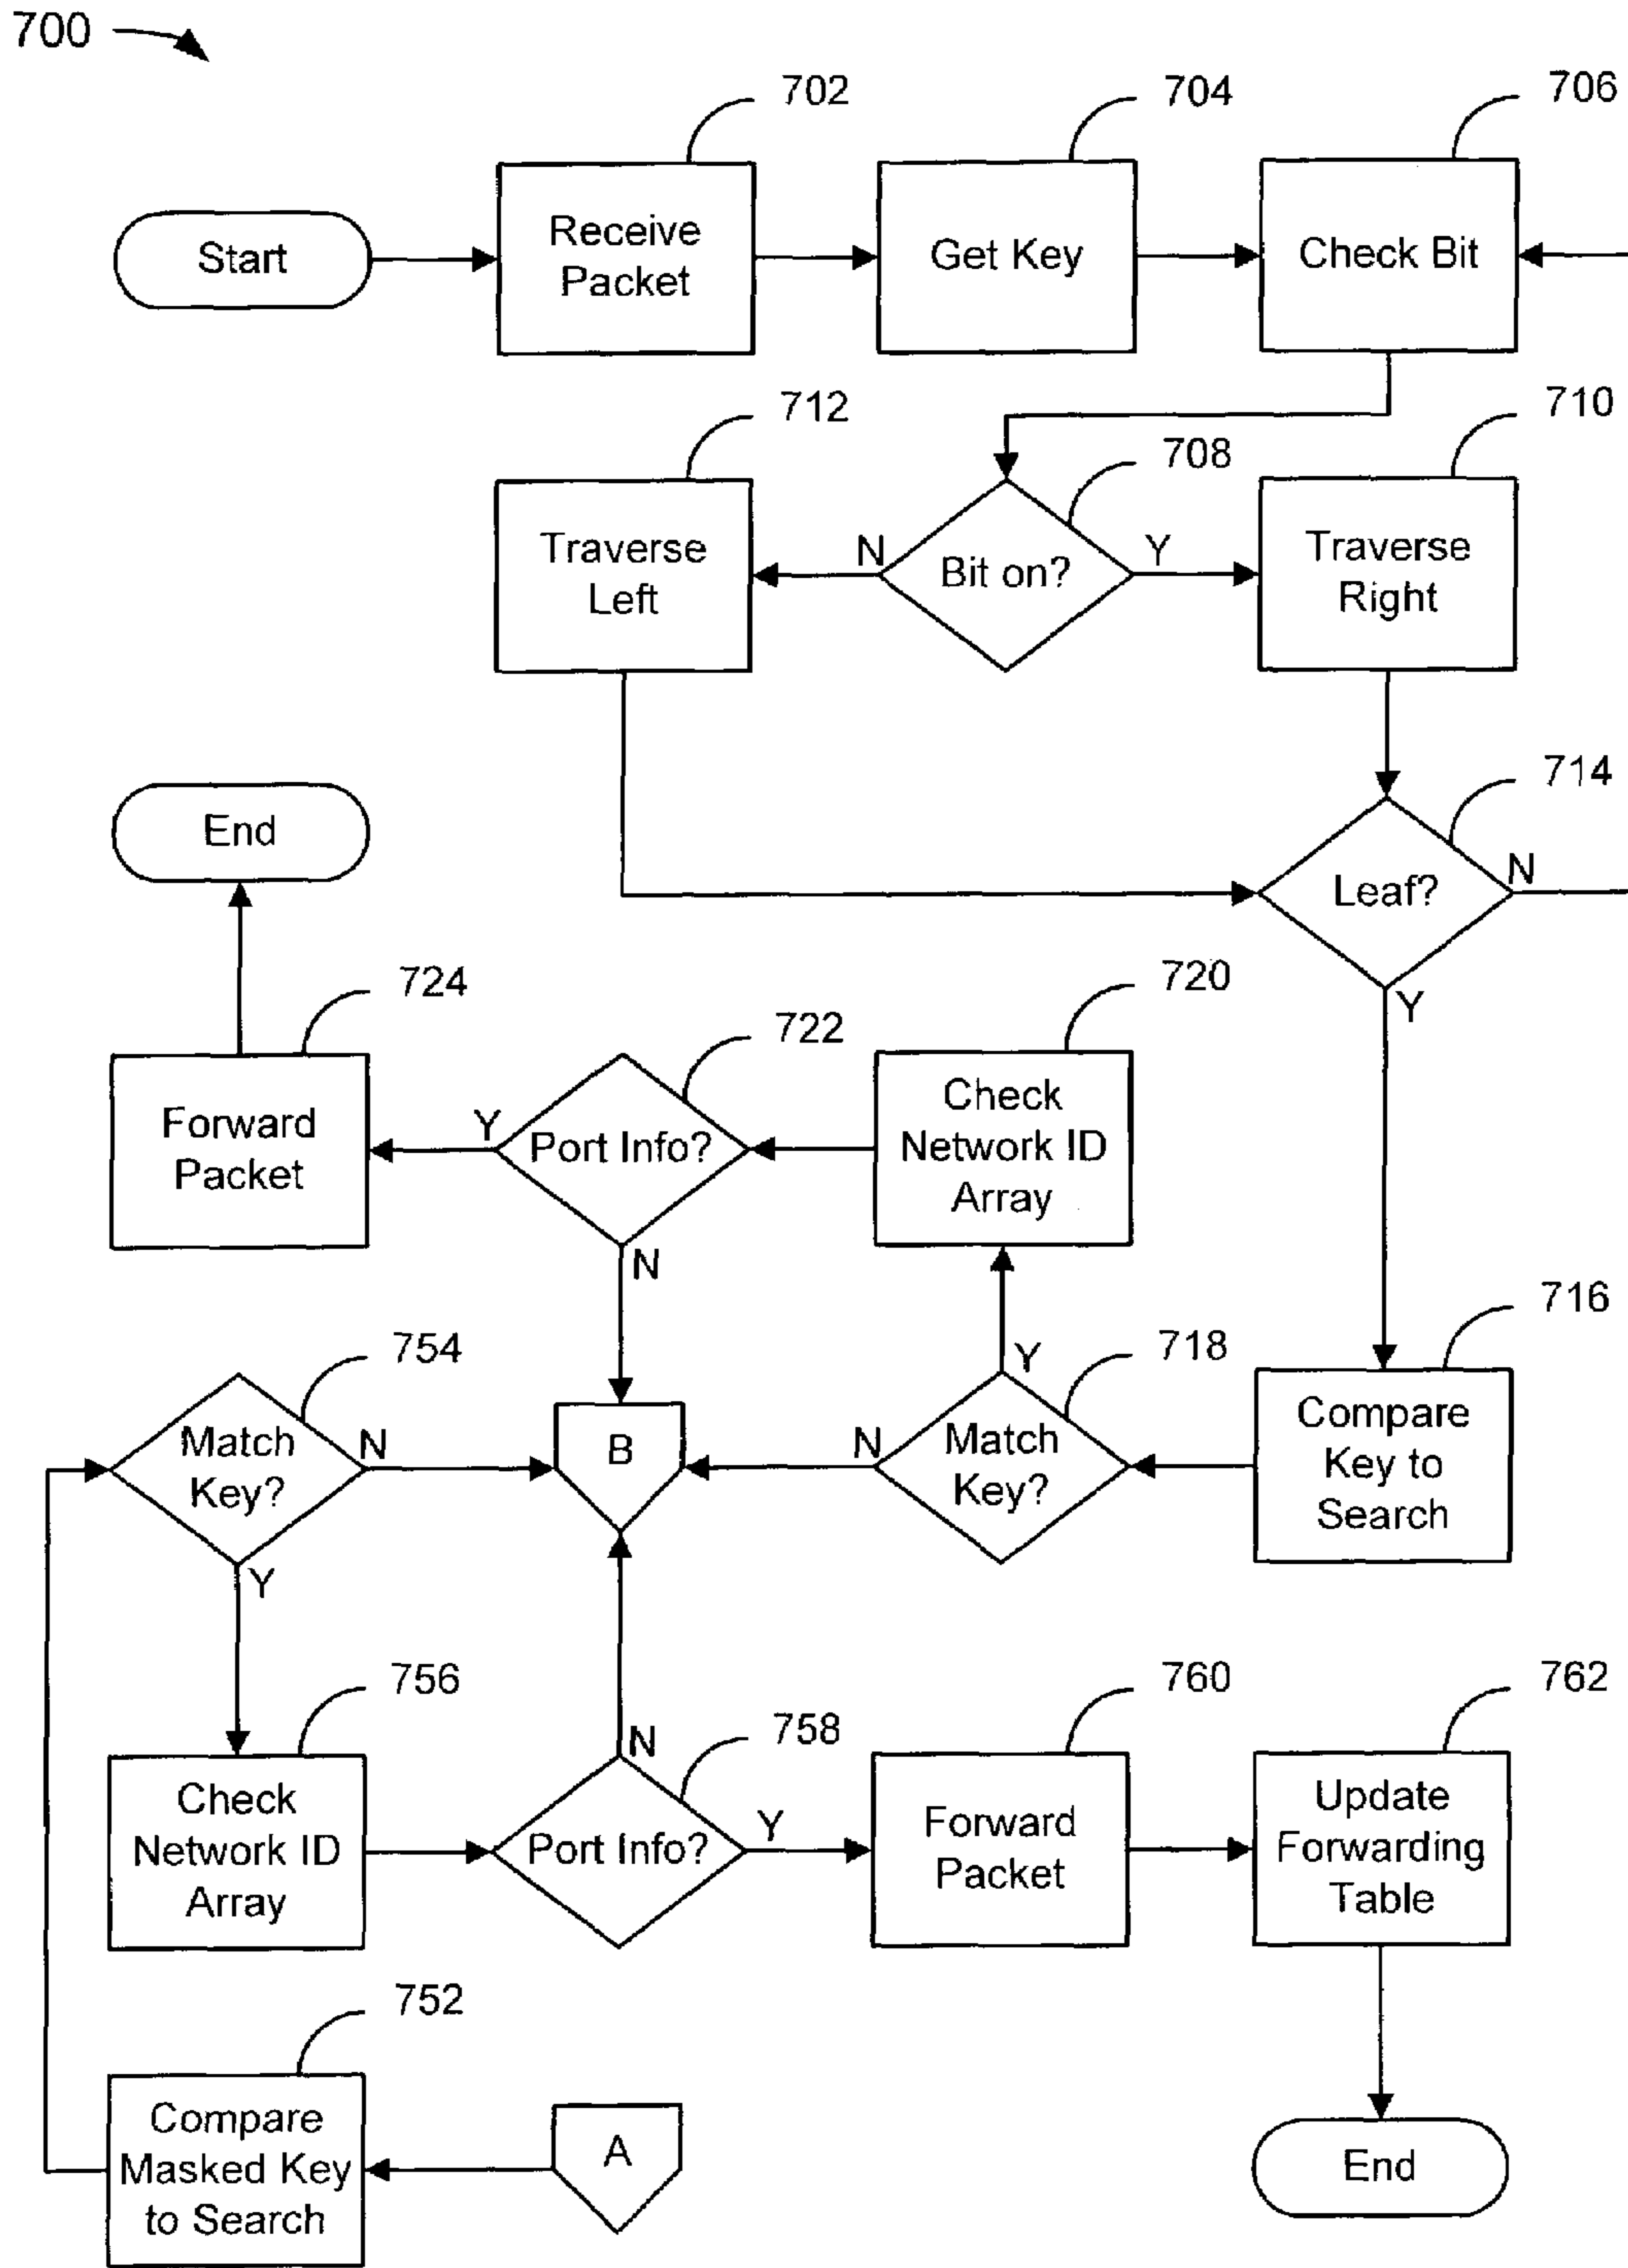 700
702
704
706
Start
Receive
Packet
Get Key
Check Bit
712
708
710
Traverse
Left
N
Bit on?
Y
Traverse
Right
End
714
Leaf?
N
Y
724
722
720
Forward
Packet
Y
Port Info?
N
Check
Network ID
Array
754
718
716
Match
Key?
N
Y
B
N
Match
Key?
Y
Compare
Key to
Search
756
758
760
762
Check
Network ID
Array
N
Port Info?
Y
Forward
Packet
Update
Forwarding
Table
752
Compare
Masked Key
to Search
A
End